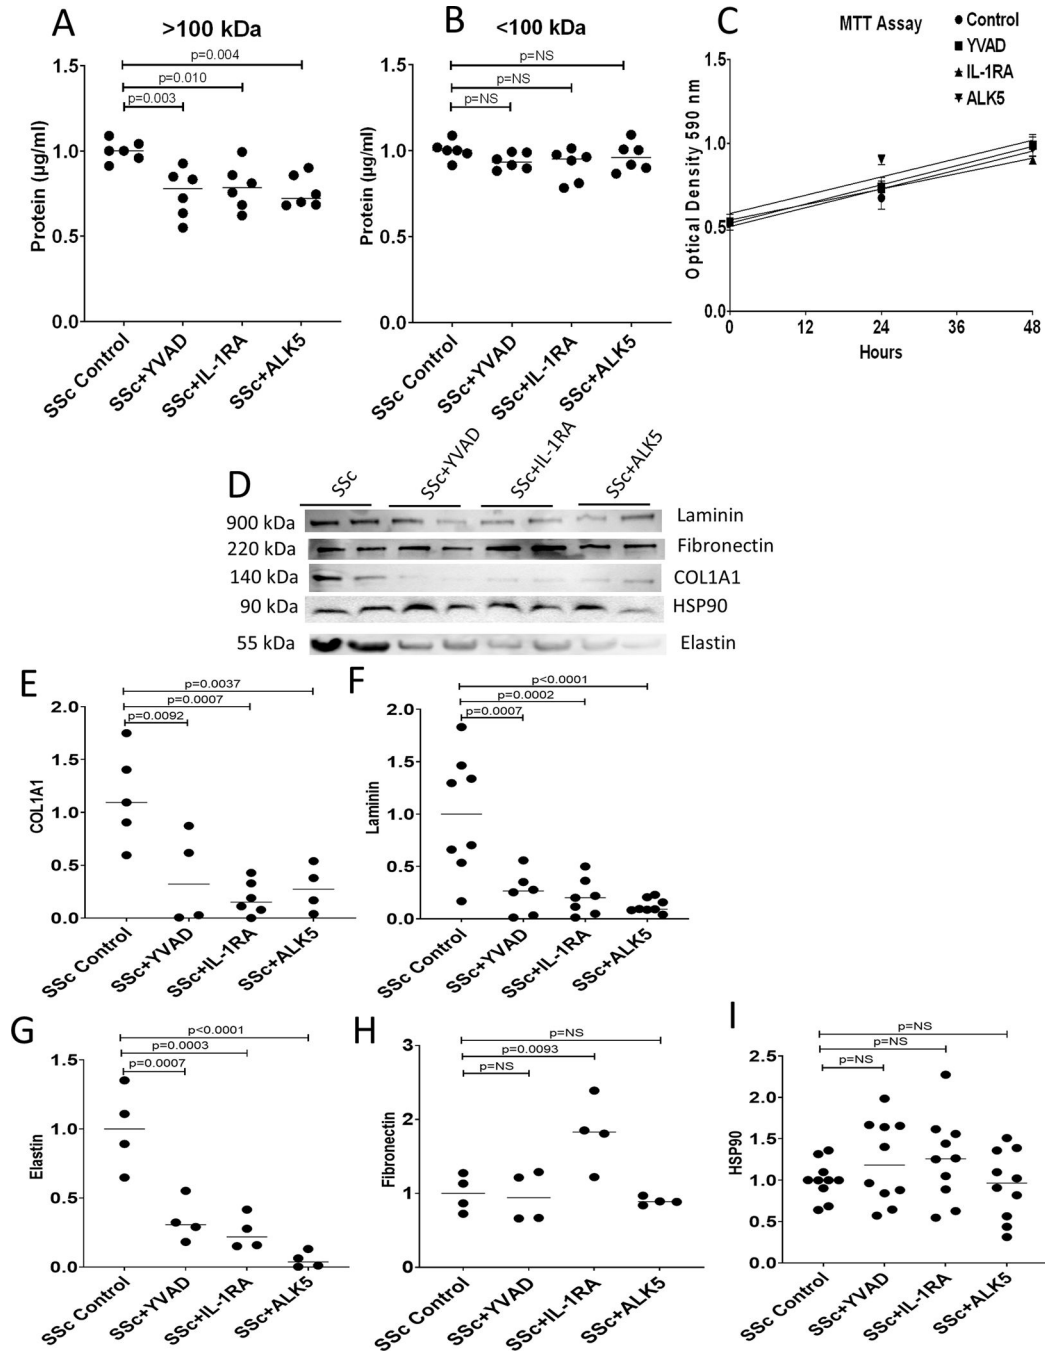 A
>100 kDa
p=0.004
p=0.010
p=0.003
1.5
1.0
0.5
0.0
Protein (µg/ml)
SSc Control
SSc+YVAD
SSc+IL-1RA
SSc+ALK5
B
<100 kDa
p=NS
p=NS
p=NS
1.5
1.0
0.5
0.0
Protein (µg/ml)
SSc Control
SSc+YVAD
SSc+IL-1RA
SSc+ALK5
C
MTT Assay
Control
YVAD
IL-1RA
ALK5
1.5
1.0
0.5
0.0
Optical Density 590 nm
0
12
24
36
48
Hours
D
SSc
SSc+YVAD
SSc+IL-1RA
SSc+ALK5
900 kDa
Laminin
220 kDa
Fibronectin
140 kDa
COL1A1
90 kDa
HSP90
55 kDa
Elastin
E
p=0.0037
p=0.0007
p=0.0092
2.0
1.5
1.0
0.5
0.0
COL1A1
SSc Control
SSc+YVAD
SSc+IL-1RA
SSc+ALK5
F
p<0.0001
p=0.0002
p=0.0007
2.0
1.5
1.0
0.5
0.0
Laminin
SSc Control
SSc+YVAD
SSc+IL-1RA
SSc+ALK5
G
p<0.0001
p=0.0003
p=0.0007
1.5
1.0
0.5
0.0
Elastin
SSc Control
SSc+YVAD
SSc+IL-1RA
SSc+ALK5
H
p=NS
p=0.0093
p=NS
3
2
1
0
Fibronectin
SSc Control
SSc+YVAD
SSc+IL-1RA
SSc+ALK5
I
p=NS
p=NS
p=NS
2.5
2.0
1.5
1.0
0.5
0.0
HSP90
SSc Control
SSc+YVAD
SSc+IL-1RA
SSc+ALK5